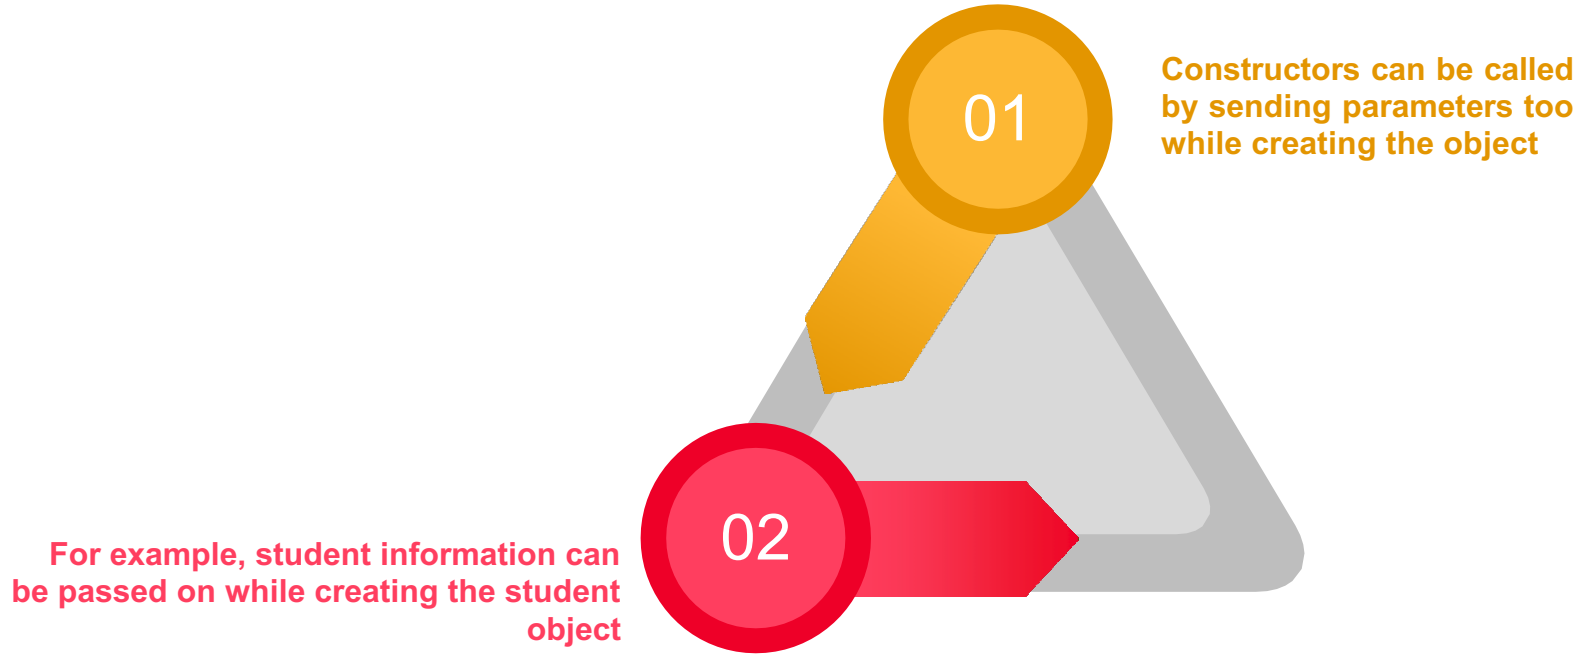 01
Constructors can be called
by sending parameters too
while creating the object
02
For example, student information can
be passed on while creating the student
object